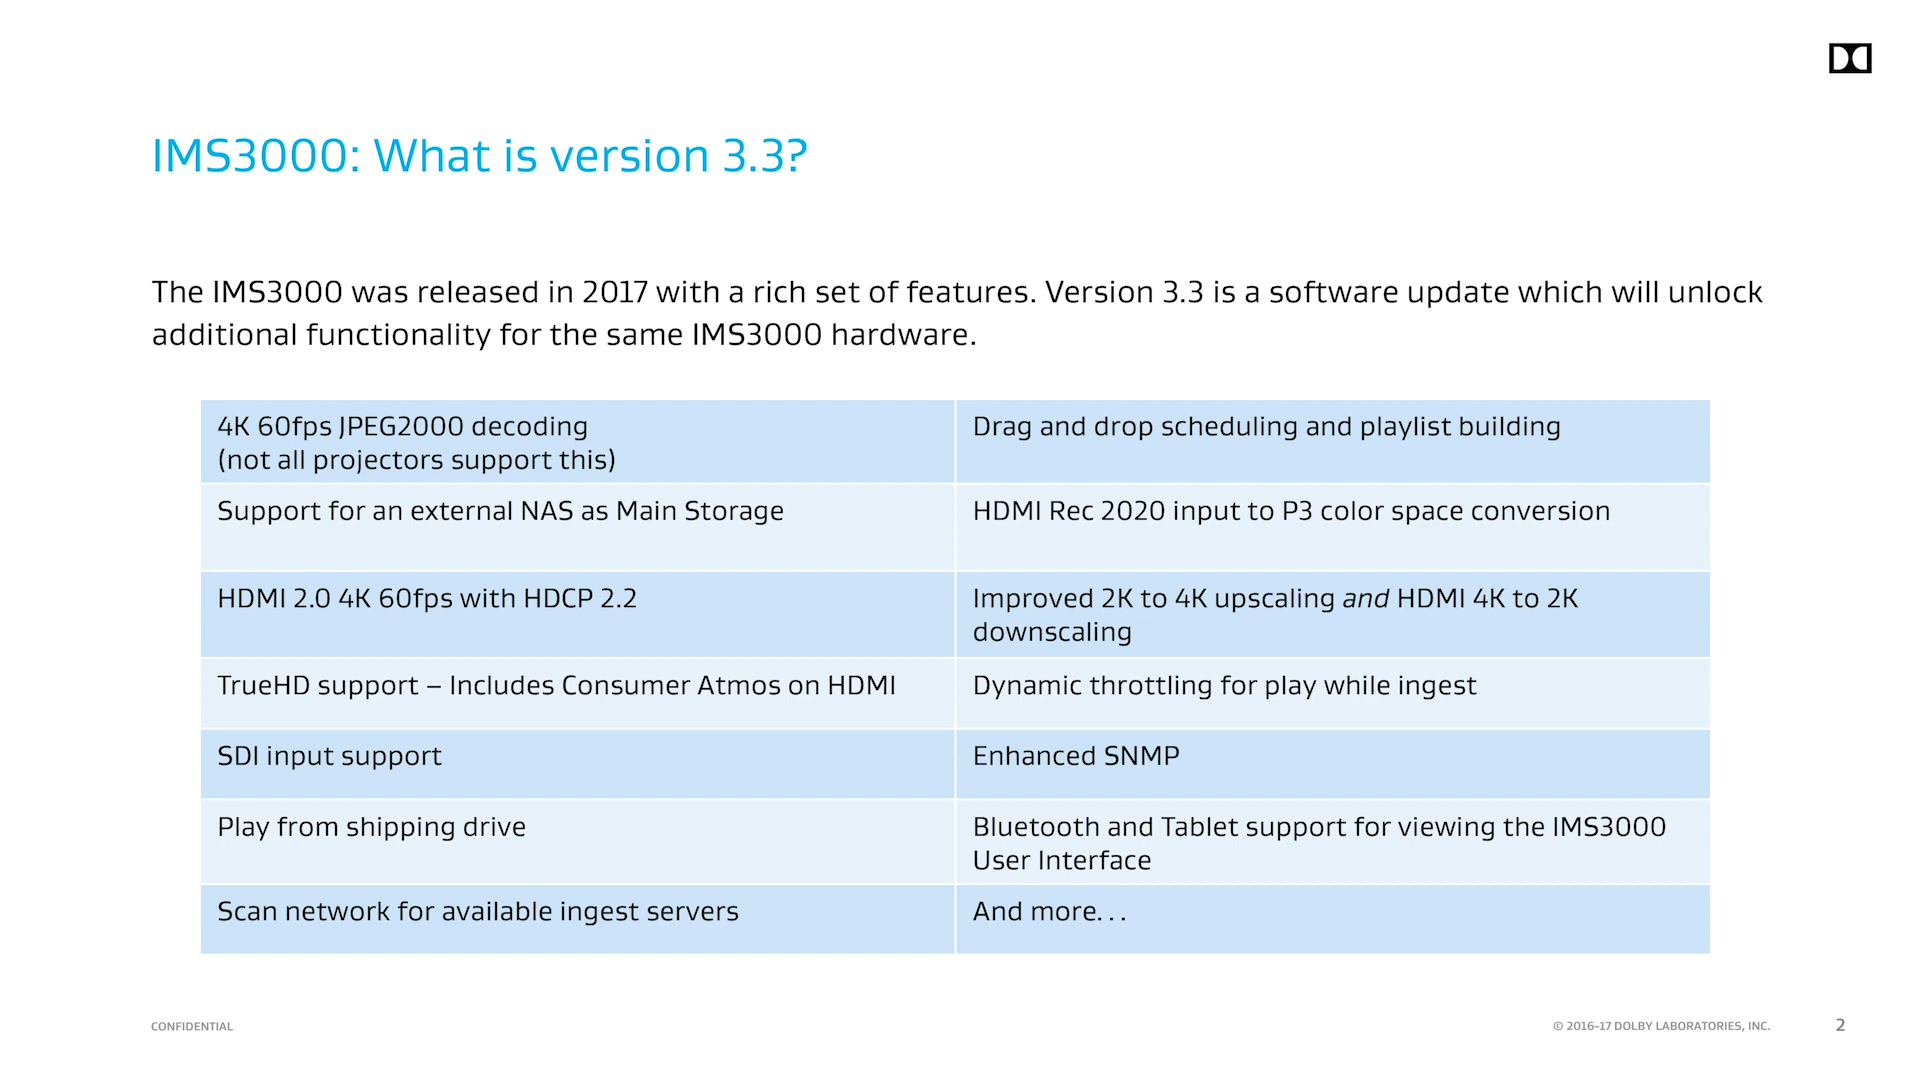 IMS3000: What is version 3.3?
The IMS3000 was released in 2017 with a rich set of features. Version 3.3 is a software update which will unlock
additional functionality for the same IMS3000 hardware.
4K 60fps JPEG2000 decoding
(not all projectors support this)
Drag and drop scheduling and playlist building
Support for an external NAS as Main Storage
HDMI Rec 2020 input to P3 color space conversion
HDMI 2.0 4K 60fps with HDCP 2.2
Improved 2K to 4K upscaling and HDMI 4K to 2K
downscaling
TrueHD support – Includes Consumer Atmos on HDMI
Dynamic throttling for play while ingest
SDI input support
Enhanced SNMP
Play from shipping drive
Bluetooth and Tablet support for viewing the IMS3000
User Interface
Scan network for available ingest servers
And more...
CONFIDENTIAL
© 2016-17 DOLBY LABORATORIES, INC.
2